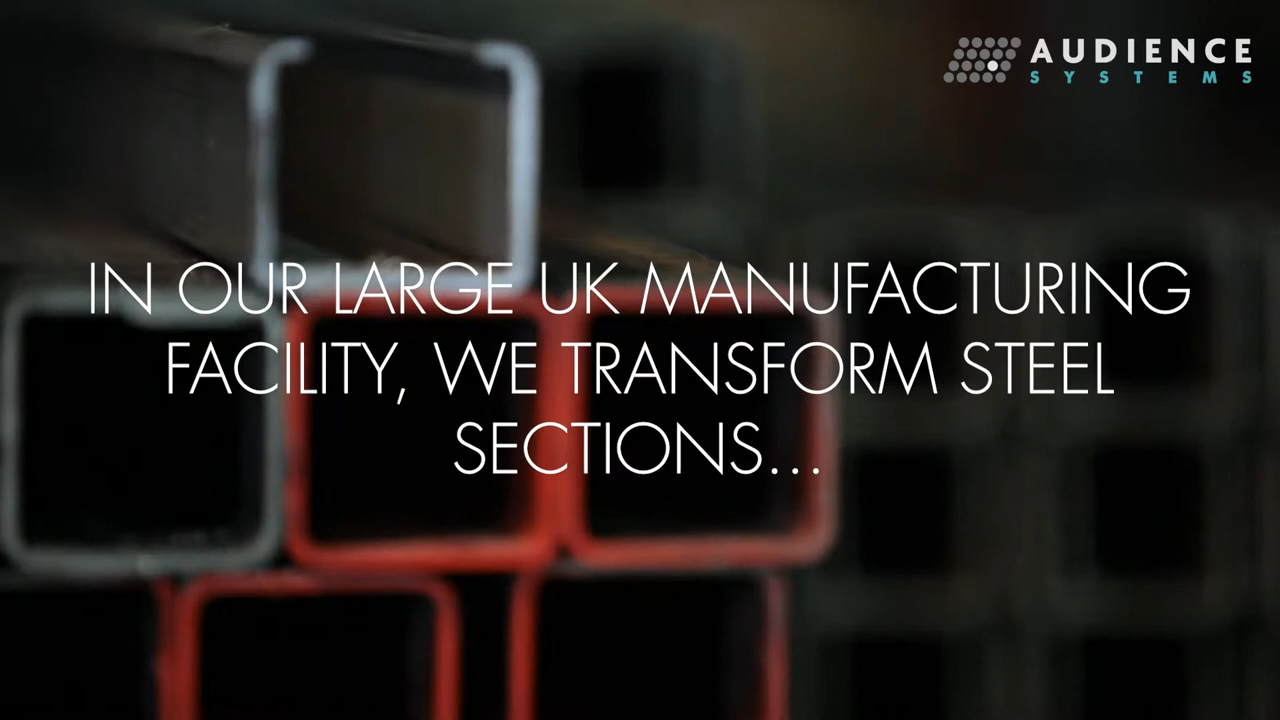 AUDIENCE
SYSTEMS
IN OUR LARGE UK MANUFACTURING
FACILITY, WE TRANSFORM STEEL
SECTIONS...